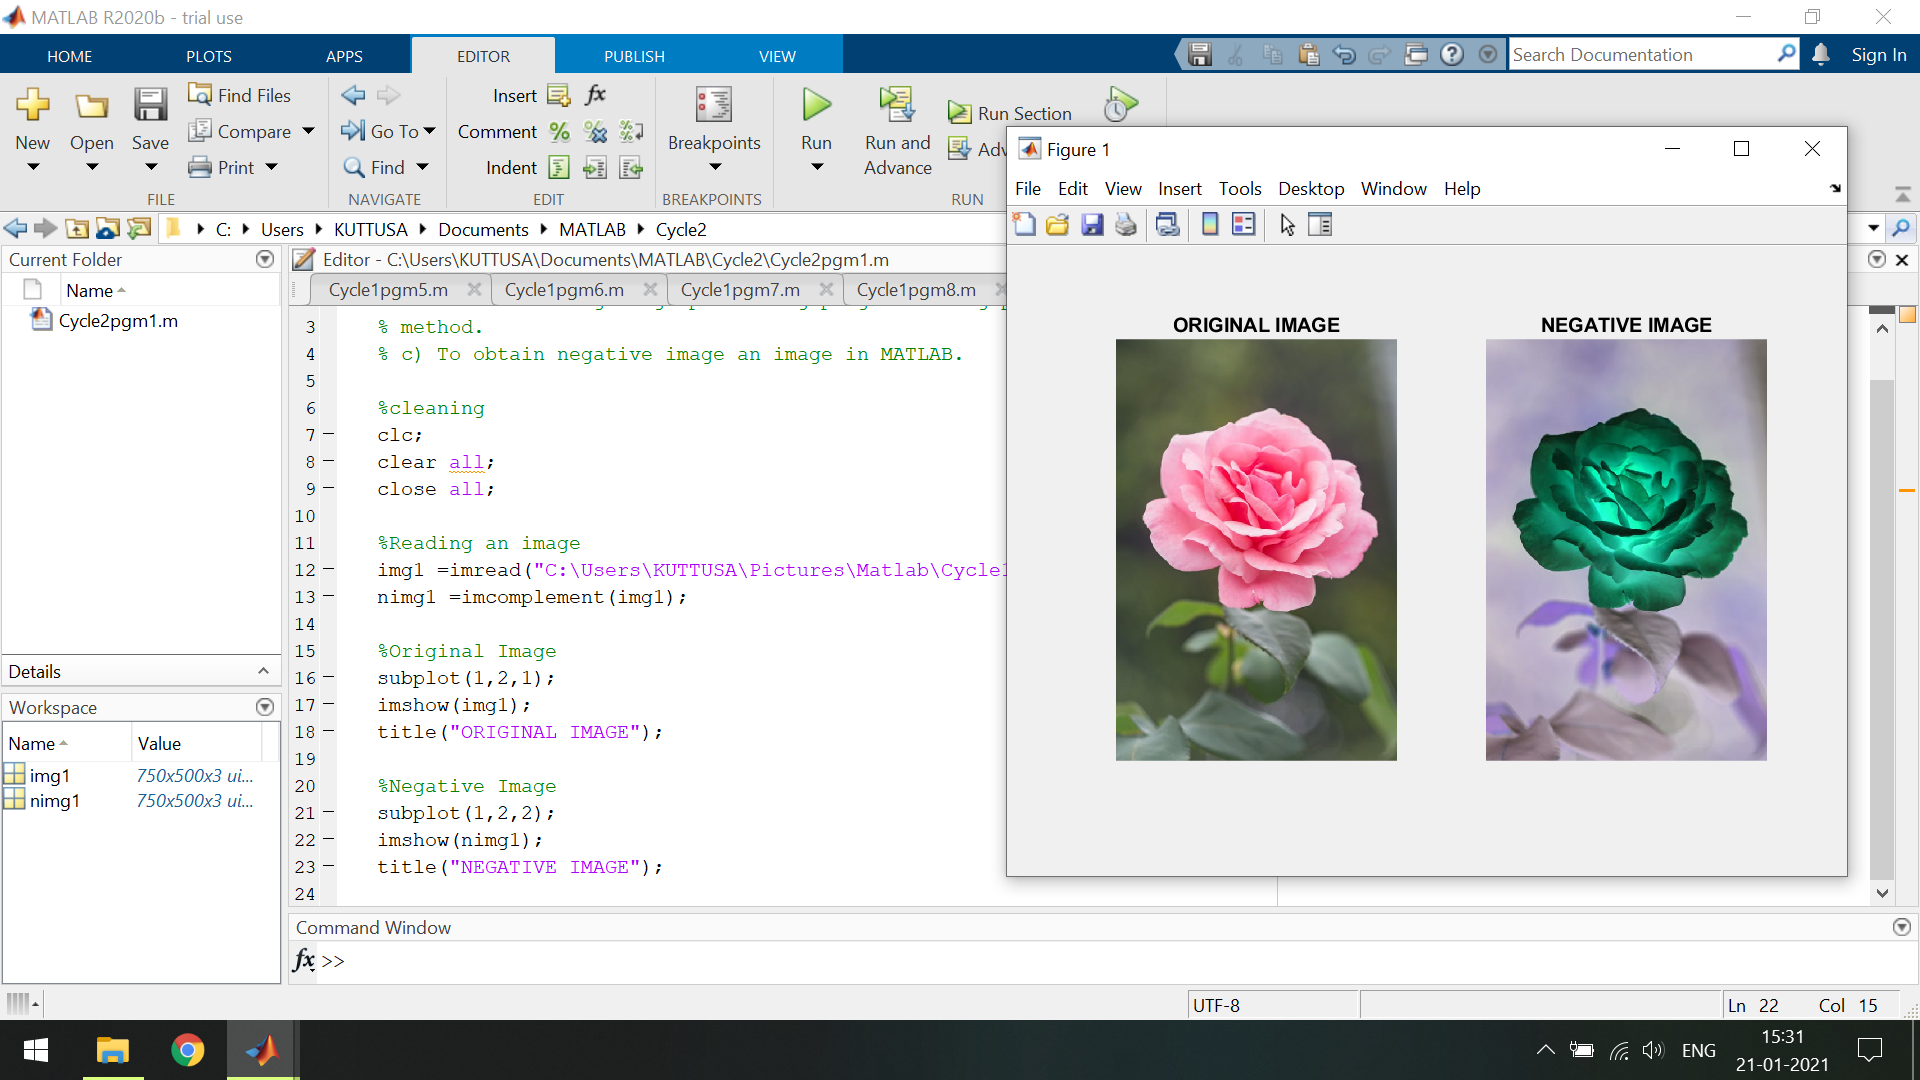 MATLAB R2020b - trial use
HOME PLOTS APPS EDITOR PUBLISH VIEW
Search Documentation
Sign In
New
Open
Save
Find Files
Compare
Print
FILE
Go To
Find
NAVIGATE
Insert
Comment
Indent
EDIT
Breakpoints
BREAKPOINTS
Run
Run and Advance
Run Section
Adv
RUN
C: Users KUTTUSA Documents MATLAB Cycle2
Current Folder
Name
Cycle2pgm1.m
Details
Workspace
Name Value
img1 750x500x3 ui...
nimg1 750x500x3 ui...
Editor - C:\Users\KUTTUSA\Documents\MATLAB\Cycle2\Cycle2pgm1.m
Cycle1pgm5.m Cycle1pgm6.m Cycle1pgm7.m Cycle1pgm8.m
3 % method.
4 % c) To obtain negative image an image in MATLAB.
5
6 %cleaning
7 clc;
8 clear all;
9 close all;
10
11 %Reading an image
12 img1 =imread("C:\Users\KUTTUSA\Pictures\Matlab\Cycle1
13 nimg1 =imcomplement(img1);
14
15 %Original Image
16 subplot(1,2,1);
17 imshow(img1);
18 title("ORIGINAL IMAGE");
19
20 %Negative Image
21 subplot(1,2,2);
22 imshow(nimg1);
23 title("NEGATIVE IMAGE");
24
Figure 1
File Edit View Insert Tools Desktop Window Help
ORIGINAL IMAGE NEGATIVE IMAGE
Command Window
fx >>
UTF-8
Ln 22 Col 15
ENG
15:31
21-01-2021